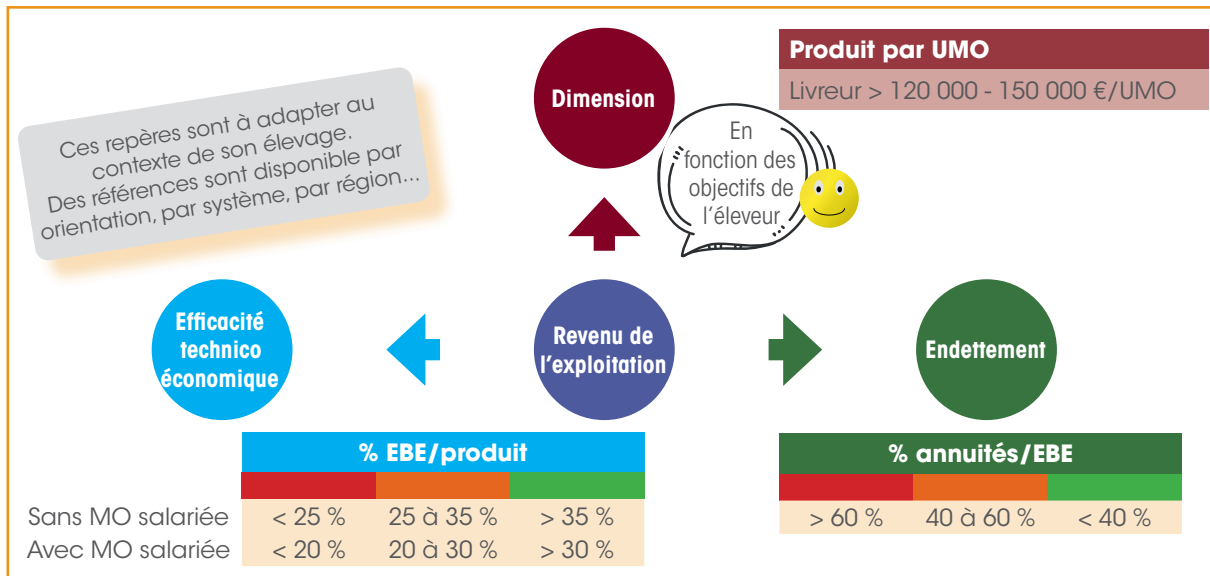 Produit par UMO
Livreur > 120 000 - 150 000 €/UMO
Dimension
Ces repères sont à adapter au
contexte de son élevage.
Des références sont disponible par
orientation, par système, par région...
En
fonction des
objectifs de
l'éleveur
Efficacité
technico
économique
Revenu de
l'exploitation
Endettement
% EBE/produit
Sans MO salariée < 25 % 25 à 35 % > 35 %
Avec MO salariée < 20 % 20 à 30 % > 30 %
% annuités/EBE
> 60 % 40 à 60 % < 40 %